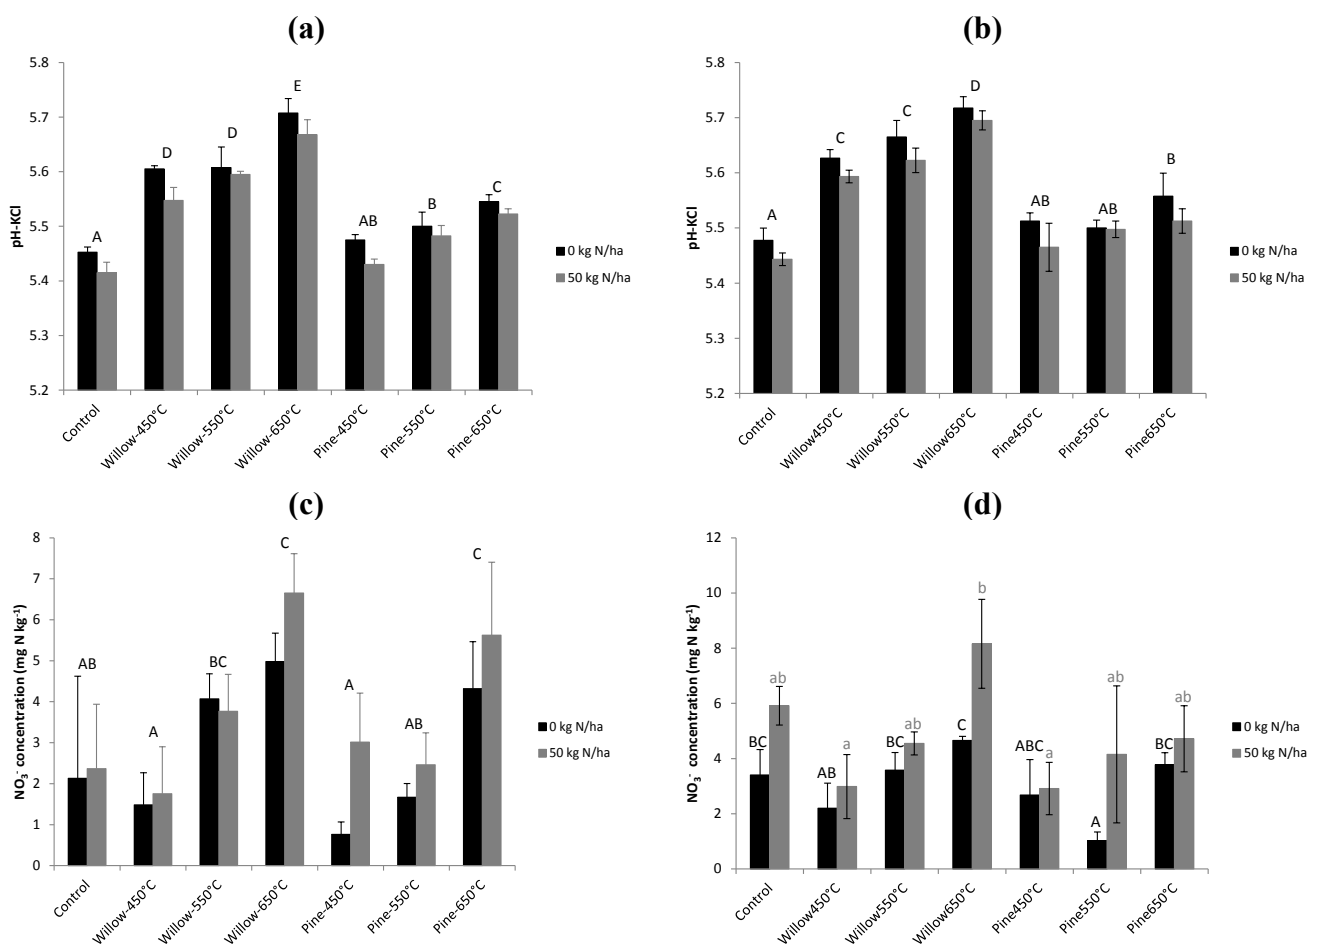 (a)
pH-KCl
5.8
5.7
5.6
5.5
5.4
5.3
5.2
A
D
D
E
AB
B
C
Control
Willow-450°C
Willow-550°C
Willow-650°C
Pine-450°C
Pine-550°C
Pine-650°C
0 kg N/ha
50 kg N/ha
(b)
pH-KCl
5.8
5.7
5.6
5.5
5.4
5.3
5.2
A
C
C
D
AB
AB
B
Control
Willow450°C
Willow550°C
Willow650°C
Pine450°C
Pine550°C
Pine650°C
0 kg N/ha
50 kg N/ha
(c)
NO₃⁻ concentration (mg N kg⁻¹)
8
7
6
5
4
3
2
1
0
AB
A
BC
C
A
AB
C
Control
Willow-450°C
Willow-550°C
Willow-650°C
Pine-450°C
Pine-550°C
Pine-650°C
0 kg N/ha
50 kg N/ha
(d)
NO₃⁻ concentration (mg N kg⁻¹)
12
10
8
6
4
2
0
BC
ab
AB
a
BC
ab
C
b
ABC
a
A
ab
BC
ab
Control
Willow450°C
Willow550°C
Willow650°C
Pine450°C
Pine550°C
Pine650°C
0 kg N/ha
50 kg N/ha